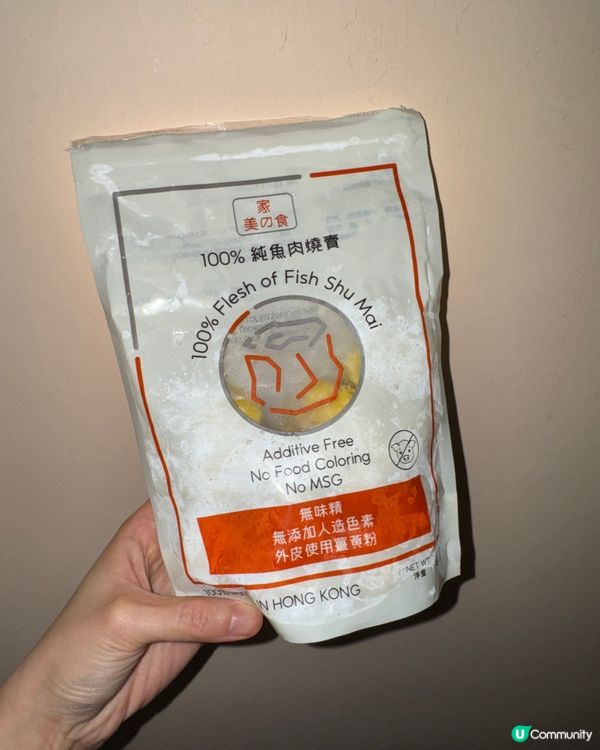 家
美の食
100% 純魚肉燒賣
100% Flesh of Fish Shu Mai
Additive Free
No Food Coloring
No MSG
無味精
無添加人造色素
外皮使用薑黃粉
IN HONG KONG
NET WT
淨重
U Community